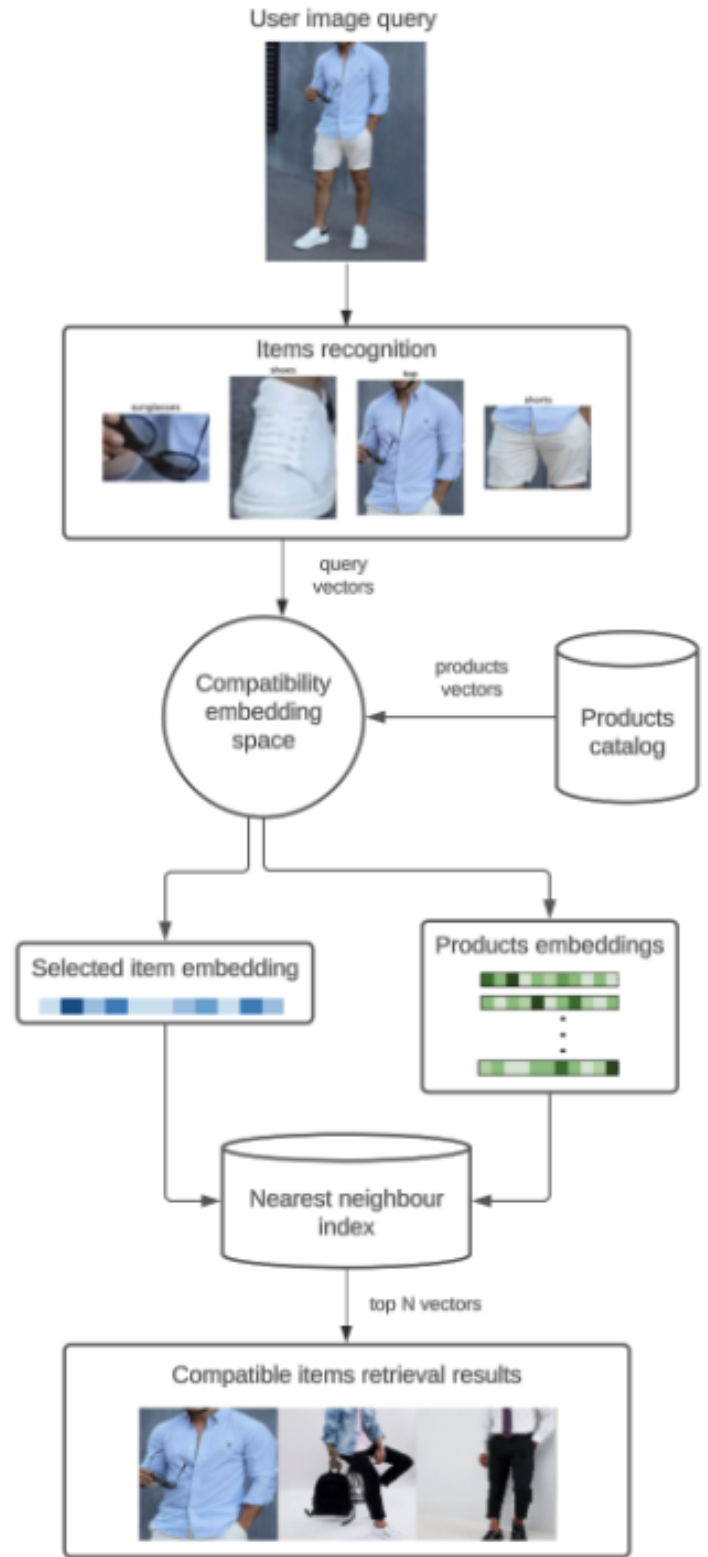 User image query
Items recognition
sunglasses
shoes
top
shorts
query
vectors
Compatibility
embedding
space
products
vectors
Products
catalog
Selected item embedding
Products embeddings
Nearest neighbour
index
top N vectors
Compatible items retrieval results